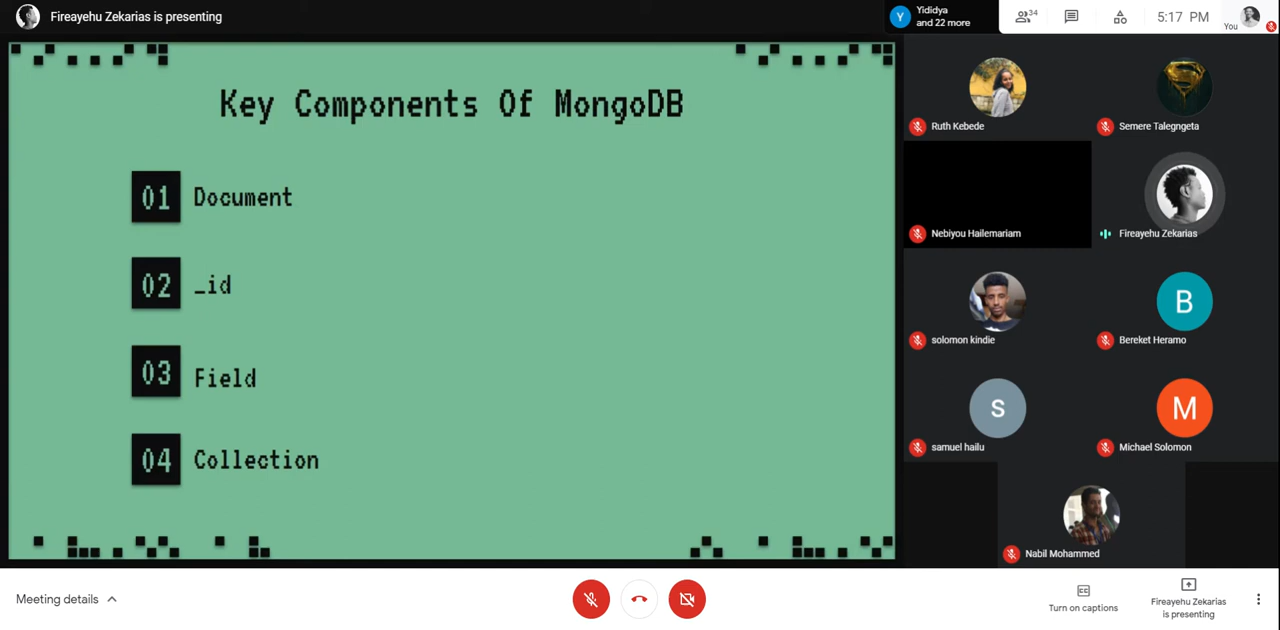 Fireayehu Zekarias is presenting
Y
Yididya
and 22 more
34
5:17 PM
You
Key Components Of MongoDB
01 Document
02 _id
03 Field
04 Collection
Ruth Kebede
Semere Talegngeta
Nebiyou Hailemariam
Fireayehu Zekarias
solomon kindie
B
Bereket Heramo
s
samuel hailu
M
Michael Solomon
Nabil Mohammed
Meeting details
CC
Turn on captions
Fireayehu Zekarias
is presenting